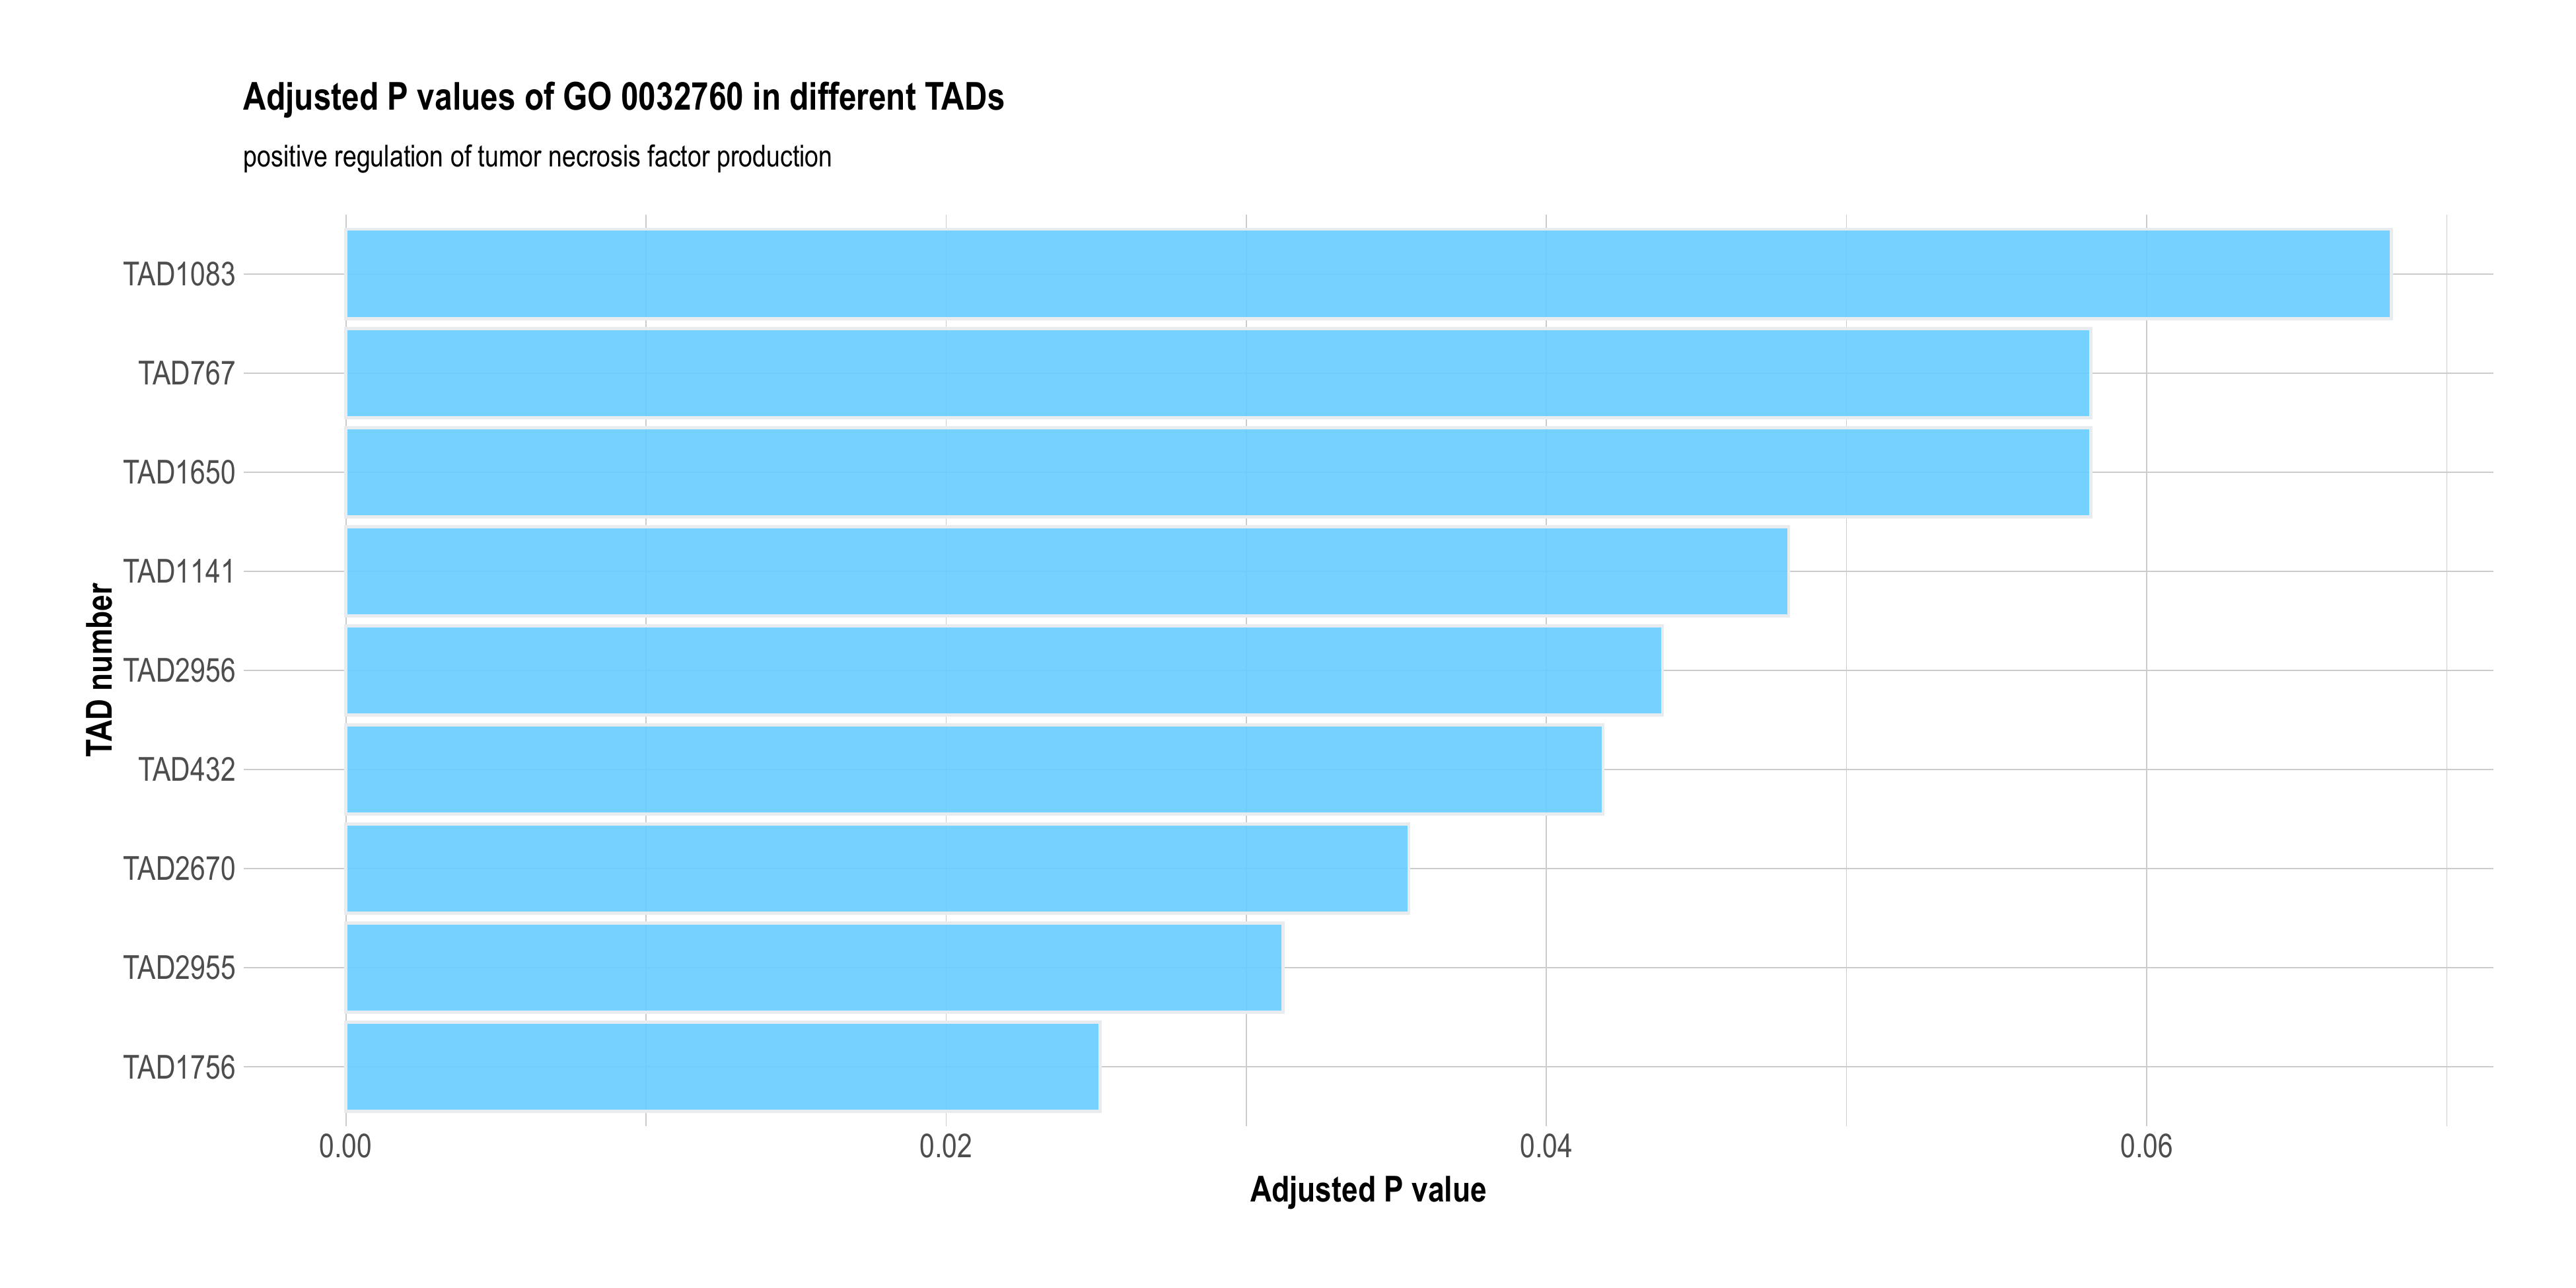 Adjusted P values of GO 0032760 in different TADs
positive regulation of tumor necrosis factor production
TAD1083
TAD767
TAD1650
TAD1141
TAD2956
TAD432
TAD2670
TAD2955
TAD1756
TAD number
0.00 0.02 0.04 0.06
Adjusted P value